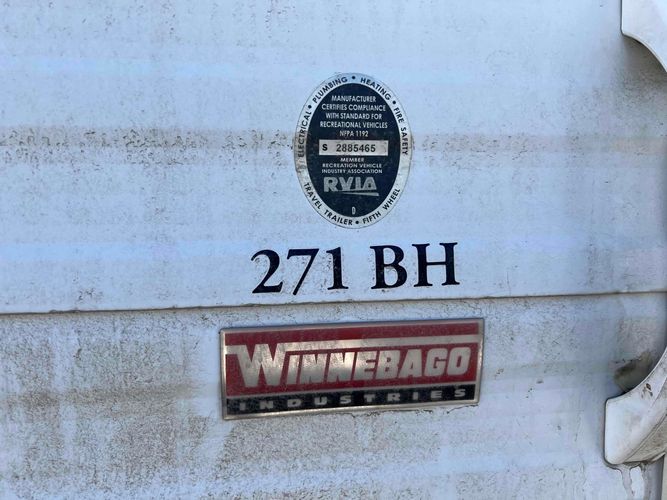 ELECTRICAL • PLUMBING • HEATING • FIRE SAFETY
MANUFACTURER
CERTIFIES COMPLIANCE
WITH STANDARD FOR
RECREATIONAL VEHICLES
NFPA 1192
S 2885465
MEMBER
RECREATION VEHICLE
INDUSTRY ASSOCIATION
RVIA
D
TRAVEL TRAILER • FIFTH WHEEL
271 BH
WINNEBAGO
INDUSTRIES